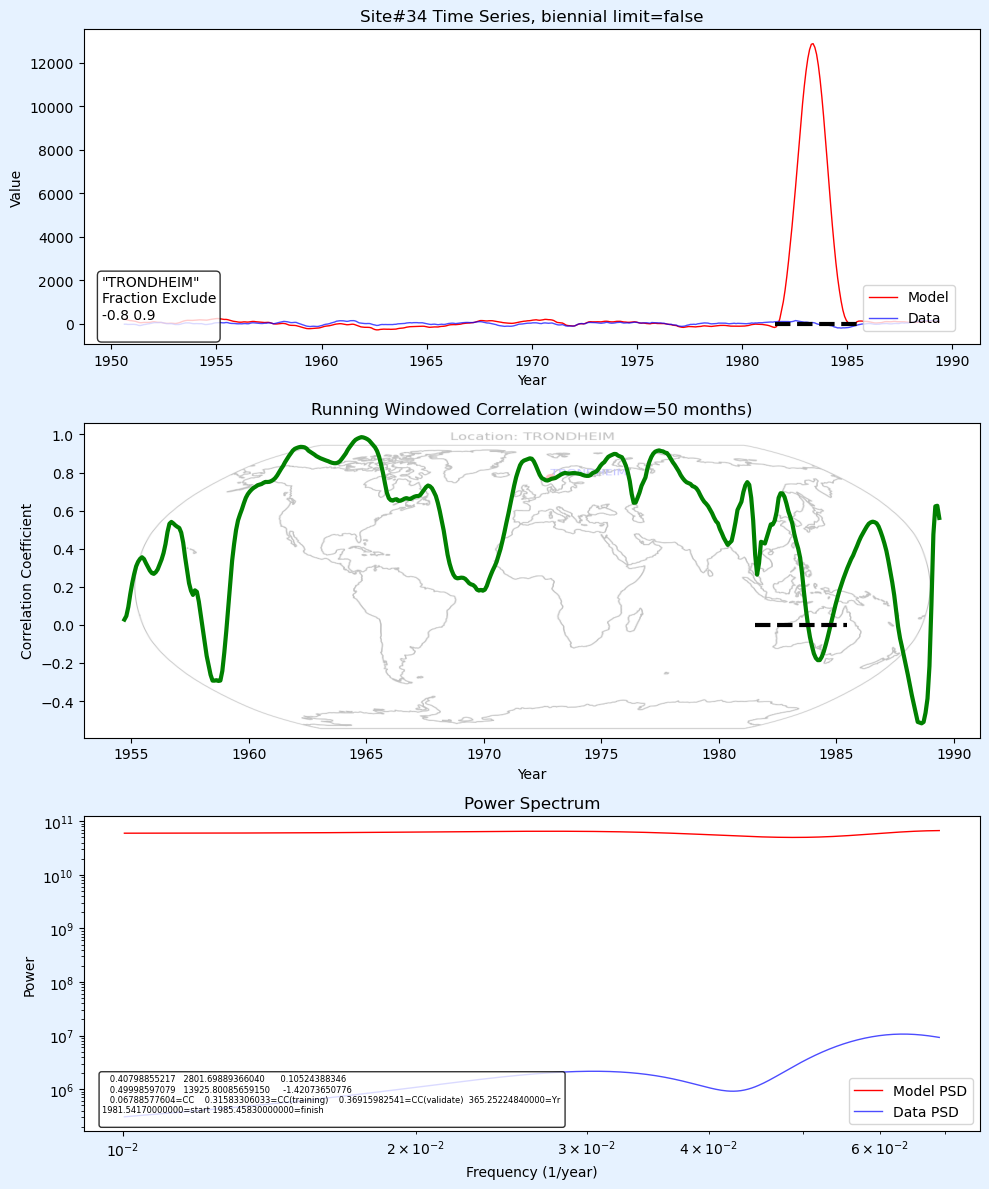 Site#34 Time Series, biennial limit=false
12000
10000
8000
6000
4000
2000
0
Value
"TRONDHEIM"
Fraction Exclude
-0.8 0.9
Model
Data
1950 1955 1960 1965 1970 1975 1980 1985 1990
Year
Running Windowed Correlation (window=50 months)
Location: TRONDHEIM
TRONDHEIM
1.0
0.8
0.6
0.4
0.2
0.0
−0.2
−0.4
Correlation Coefficient
1955 1960 1965 1970 1975 1980 1985 1990
Year
Power Spectrum
10^11
10^10
10^9
10^8
10^7
10^6
Power
0.40798855217 2801.69889366040 0.10524388346
0.49998597079 13925.80085659150 -1.42073650776
0.06788577604=CC 0.31583306033=CC(training) 0.36915982541=CC(validate) 365.25224840000=Yr
1981.54170000000=start 1985.45830000000=finish
Model PSD
Data PSD
10^−2 2 × 10^−2 3 × 10^−2 4 × 10^−2 6 × 10^−2
Frequency (1/year)